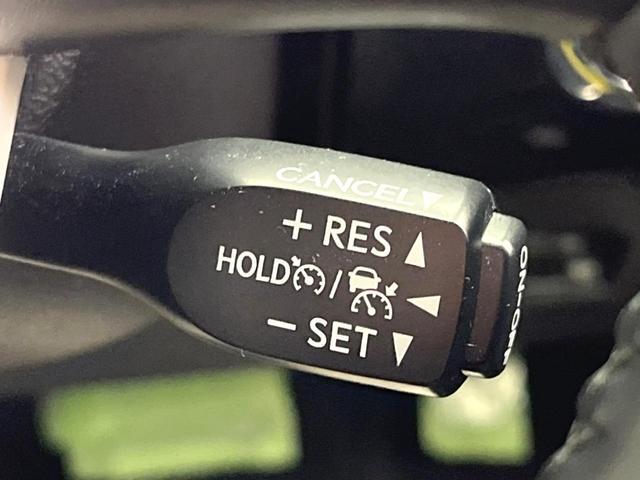 CANCEL▼
+ RES ▲
HOLD / ◀
- SET ▼
ON-OFF